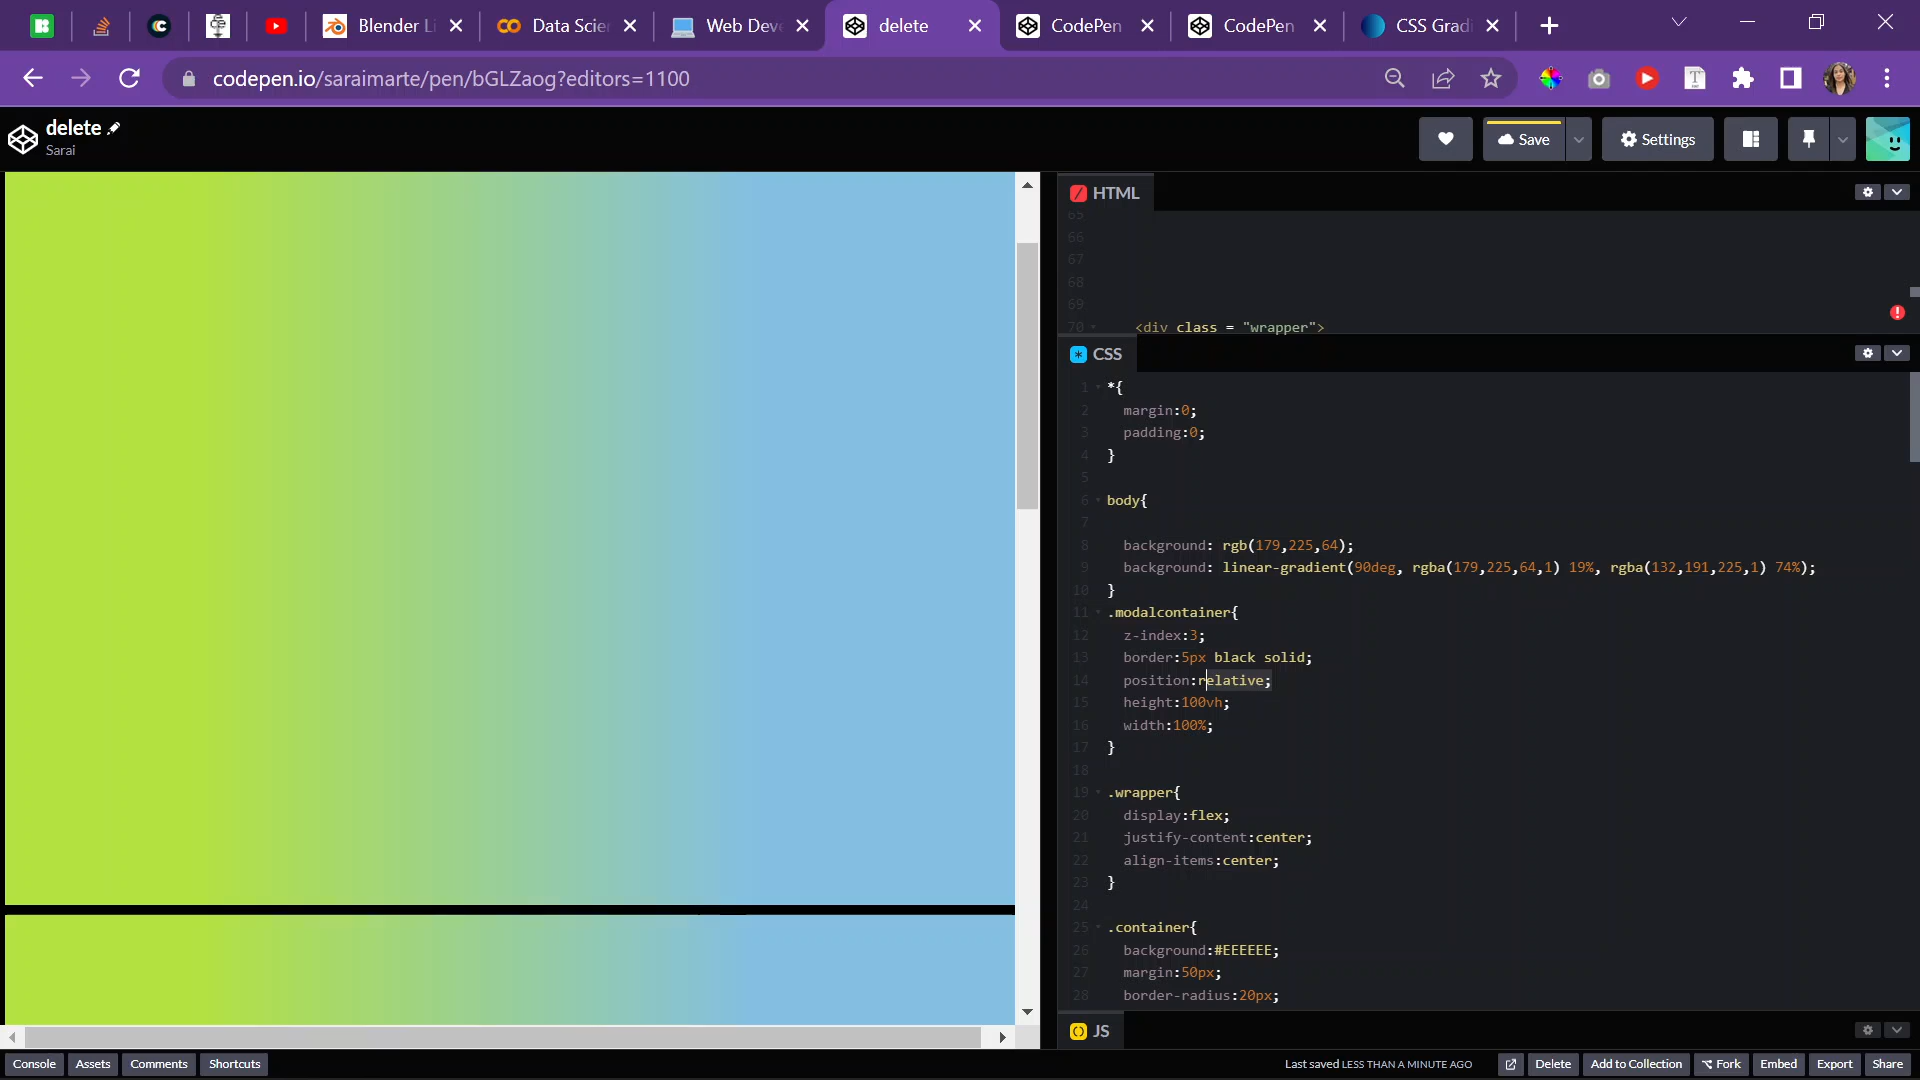 Blender Li
Data Scien
Web Deve
delete
CodePen
CodePen
CSS Gradi
codepen.io/saraimarte/pen/bGLZaog?editors=1100
delete
Sarai
Save
Settings
HTML
65
66
67
68
69
70 <div class = "wrapper">
CSS
1 *{
2 margin:0;
3 padding:0;
4 }
5
6 body{
7
8 background: rgb(179,225,64);
9 background: linear-gradient(90deg, rgba(179,225,64,1) 19%, rgba(132,191,225,1) 74%);
10 }
11 .modalcontainer{
12 z-index:3;
13 border:5px black solid;
14 position:relative;
15 height:100vh;
16 width:100%;
17 }
18
19 .wrapper{
20 display:flex;
21 justify-content:center;
22 align-items:center;
23 }
24
25 .container{
26 background:#EEEEEE;
27 margin:50px;
28 border-radius:20px;
JS
Console
Assets
Comments
Shortcuts
Last saved LESS THAN A MINUTE AGO
Delete
Add to Collection
Fork
Embed
Export
Share